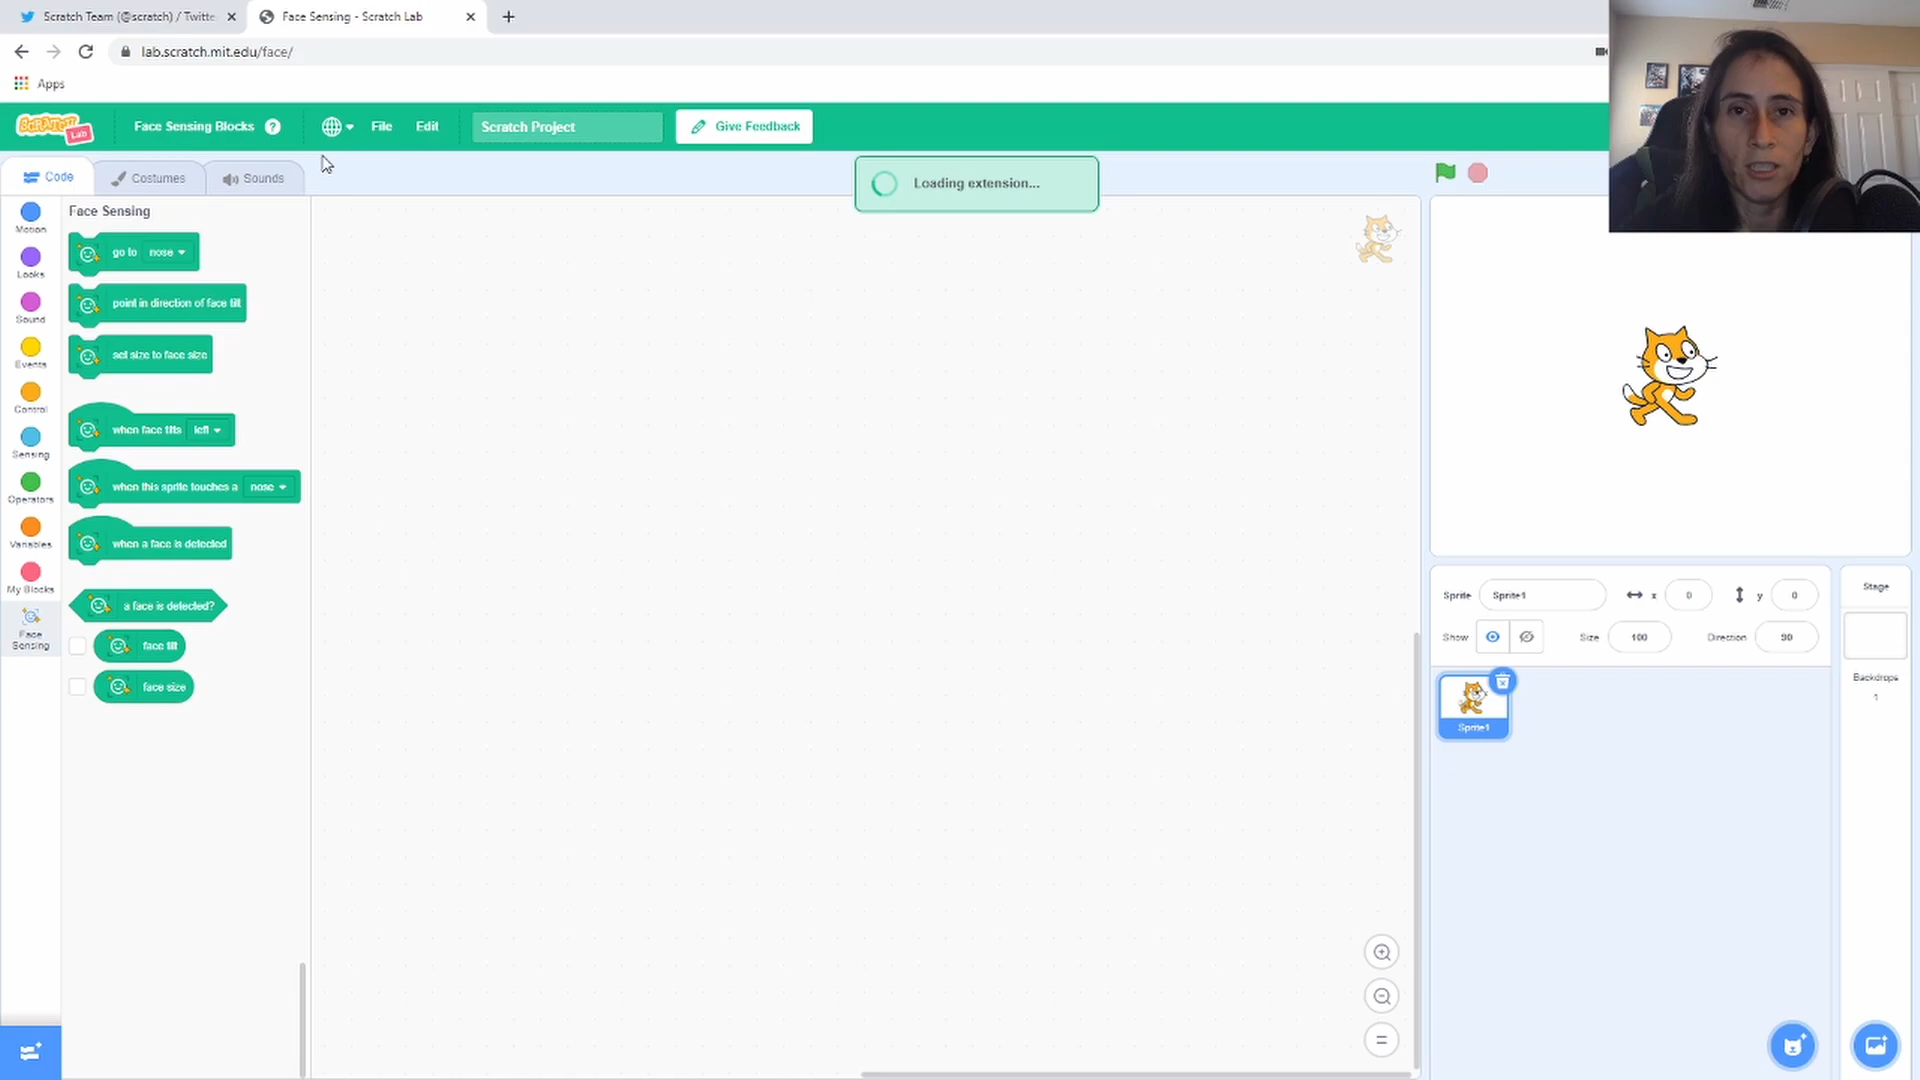 Scratch Team (@scratch) / Twitte
Face Sensing - Scratch Lab
lab.scratch.mit.edu/face/
Apps
SCRATCH Lab
Face Sensing Blocks ?
File
Edit
Scratch Project
Give Feedback
Code
Costumes
Sounds
Loading extension...
Motion
Looks
Sound
Events
Control
Sensing
Operators
Variables
My Blocks
Face
Sensing
Face Sensing
go to nose
point in direction of face tilt
set size to face size
when face tilts left
when this sprite touches a nose
when a face is detected
a face is detected?
face tilt
face size
Sprite Sprite1 x 0 y 0
Show Size 100 Direction 90
Sprite1
Stage
Backdrops
1